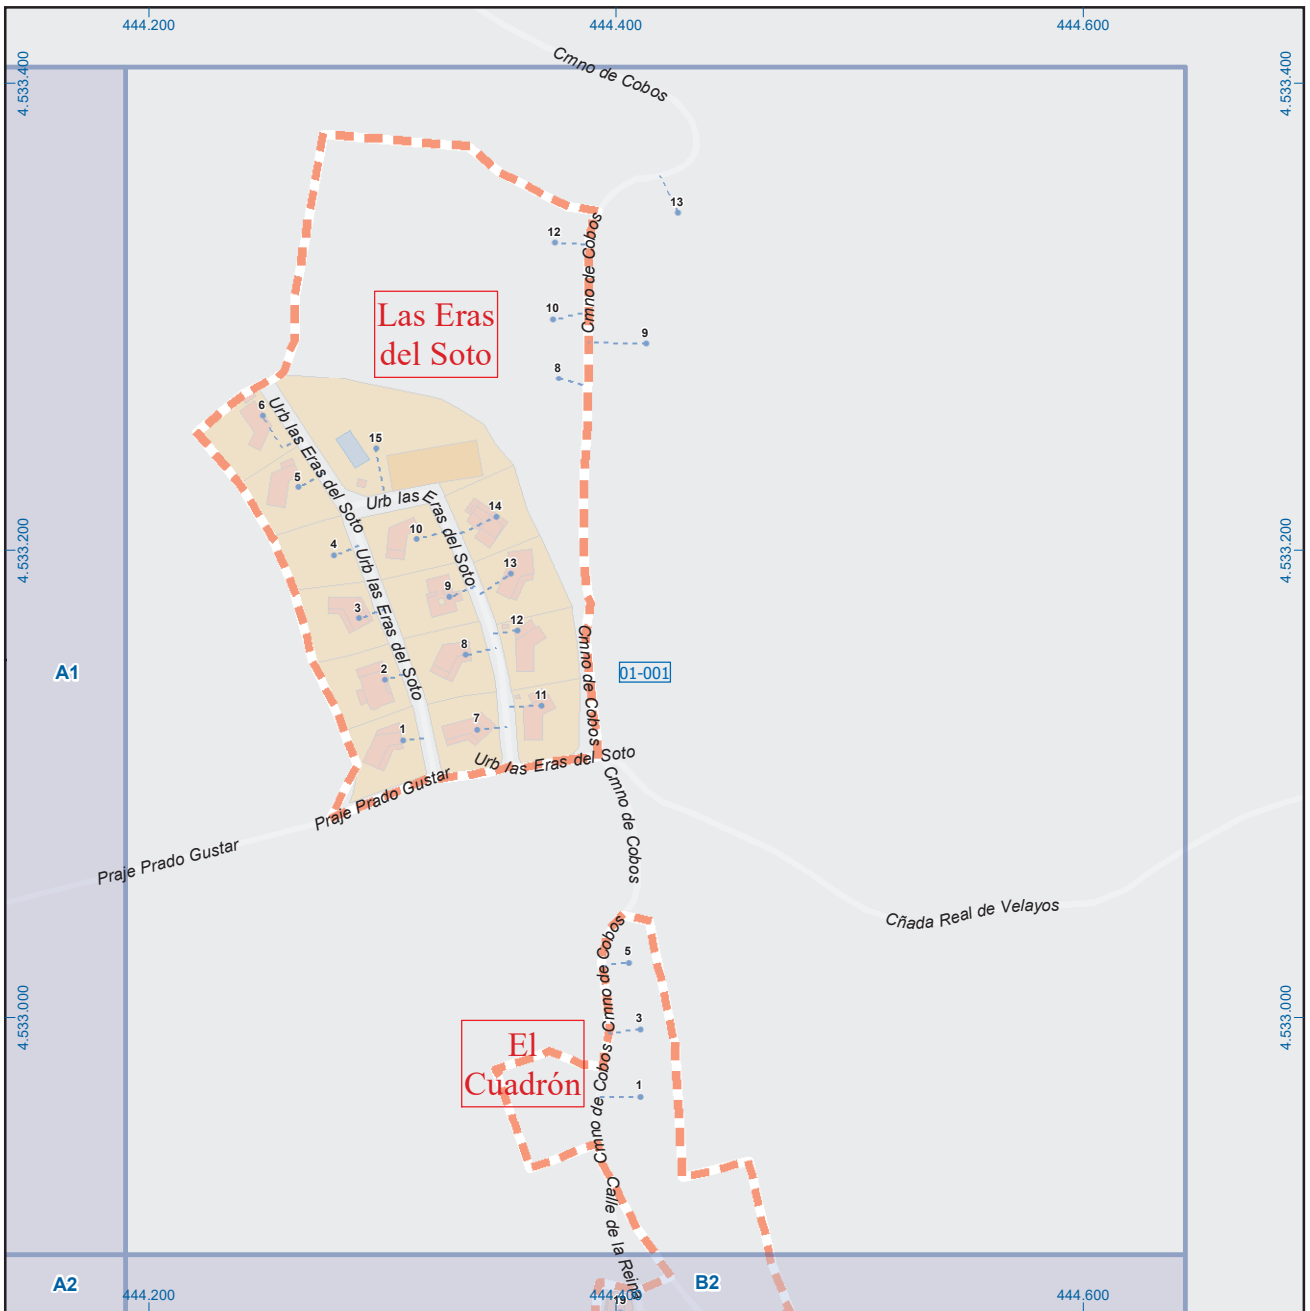 444.200
444.400
444.600
4.533.400
4.533.400
Cmno de Cobos
13
12
Cmno de Cobos
10
9
8
Las Eras
del Soto
6
Urb las Eras del Soto
15
5
Urb las Eras del Soto
14
10
4
4.533.200
4.533.200
Urb las Eras del Soto
13
9
3
12
8
2
Cmno de Cobos
A1
01-001
11
7
1
Urb las Eras del Soto
Praje Prado Gustar
Praje Prado Gustar
Cmno de Cobos
Cñada Real de Velayos
Cmno de Cobos
5
3
4.533.000
4.533.000
El
Cuadrón
Cmno de Cobos
1
Calle de la Reina
A2
B2
19
444.200
444.400
444.600